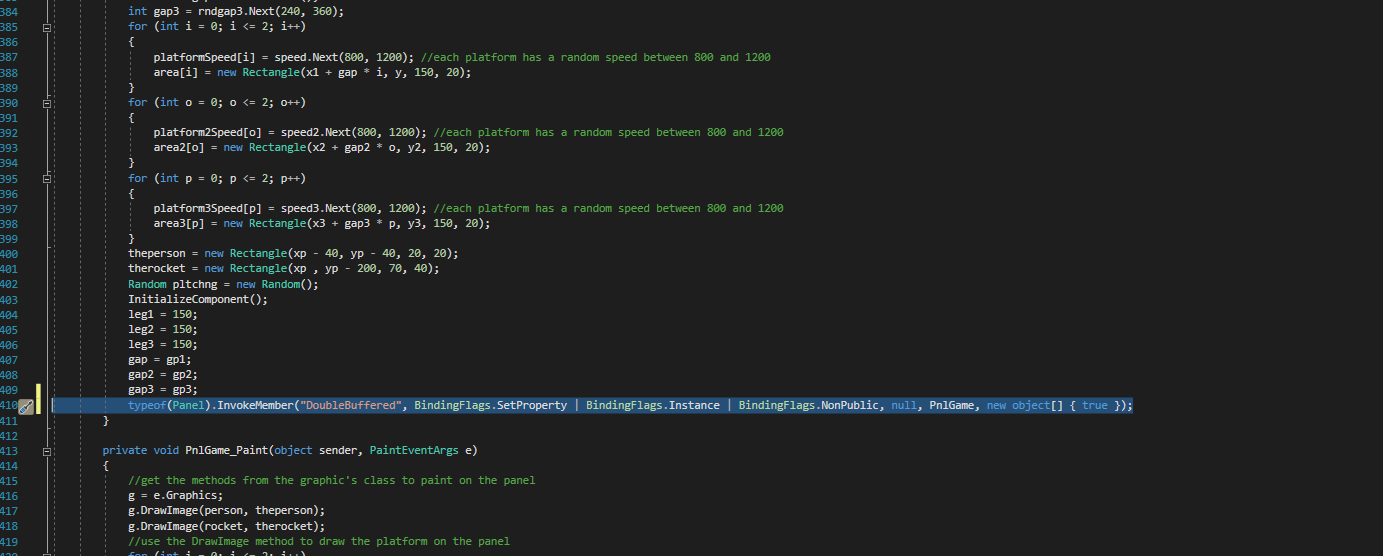 384 int gap3 = rndgap3.Next(240, 360);
385 for (int i = 0; i <= 2; i++)
386 {
387 platformSpeed[i] = speed.Next(800, 1200); //each platform has a random speed between 800 and 1200
388 area[i] = new Rectangle(x1 + gap * i, y, 150, 20);
389 }
390 for (int o = 0; o <= 2; o++)
391 {
392 platform2Speed[o] = speed2.Next(800, 1200); //each platform has a random speed between 800 and 1200
393 area2[o] = new Rectangle(x2 + gap2 * o, y2, 150, 20);
394 }
395 for (int p = 0; p <= 2; p++)
396 {
397 platform3Speed[p] = speed3.Next(800, 1200); //each platform has a random speed between 800 and 1200
398 area3[p] = new Rectangle(x3 + gap3 * p, y3, 150, 20);
399 }
400 theperson = new Rectangle(xp - 40, yp - 40, 20, 20);
401 therocket = new Rectangle(xp , yp - 200, 70, 40);
402 Random pltchng = new Random();
403 InitializeComponent();
404 leg1 = 150;
405 leg2 = 150;
406 leg3 = 150;
407 gap = gp1;
408 gap2 = gp2;
409 gap3 = gp3;
410 typeof(Panel).InvokeMember("DoubleBuffered", BindingFlags.SetProperty | BindingFlags.Instance | BindingFlags.NonPublic, null, PnlGame, new object[] { true });
411 }
412
413 private void PnlGame_Paint(object sender, PaintEventArgs e)
414 {
415 //get the methods from the graphic's class to paint on the panel
416 g = e.Graphics;
417 g.DrawImage(person, theperson);
418 g.DrawImage(rocket, therocket);
419 //use the DrawImage method to draw the platform on the panel